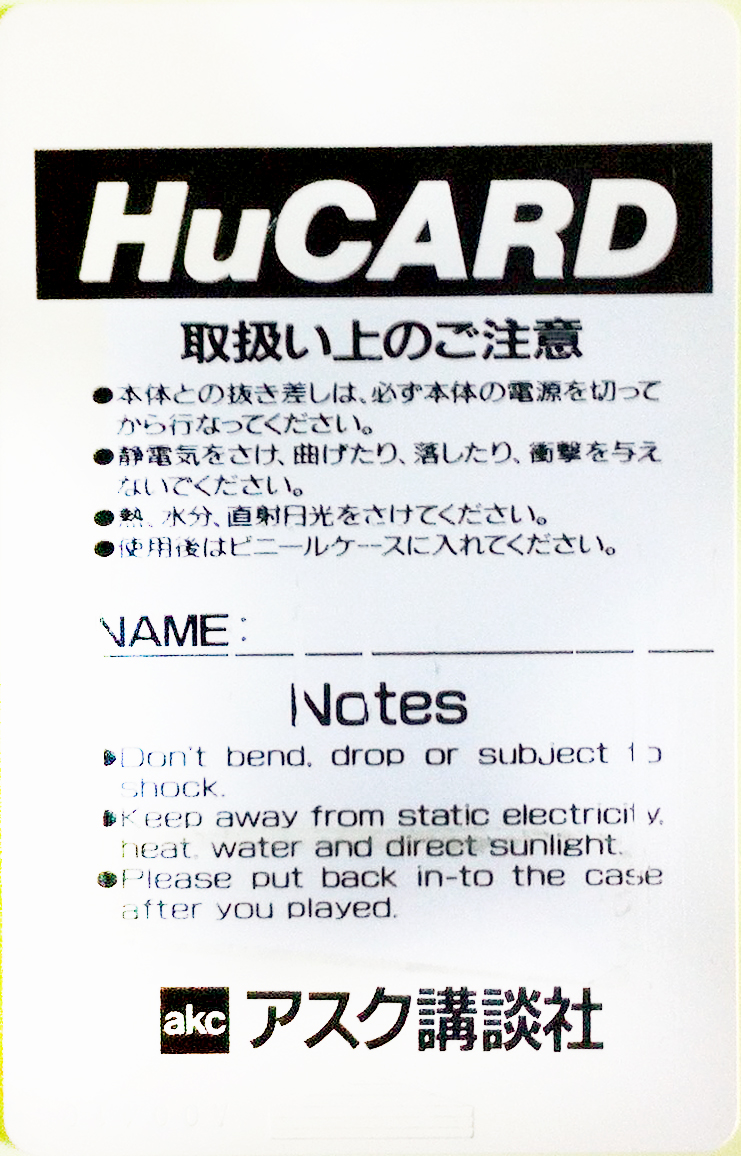 HuCARD
取扱い上のご注意
●本体との抜き差しは、必ず本体の電源を切って
から行なってください。
●静電気をさけ、曲げたり、落したり、衝撃を与え
ないでください。
●熱、水分、直射日光をさけてください。
●使用後はビニールケースに入れてください。
NAME:
Notes
●Don't bend, drop or subject to
shock.
●Keep away from static electricity,
heat, water and direct sunlight.
●Please put back in-to the case
after you played.
akc アスク講談社